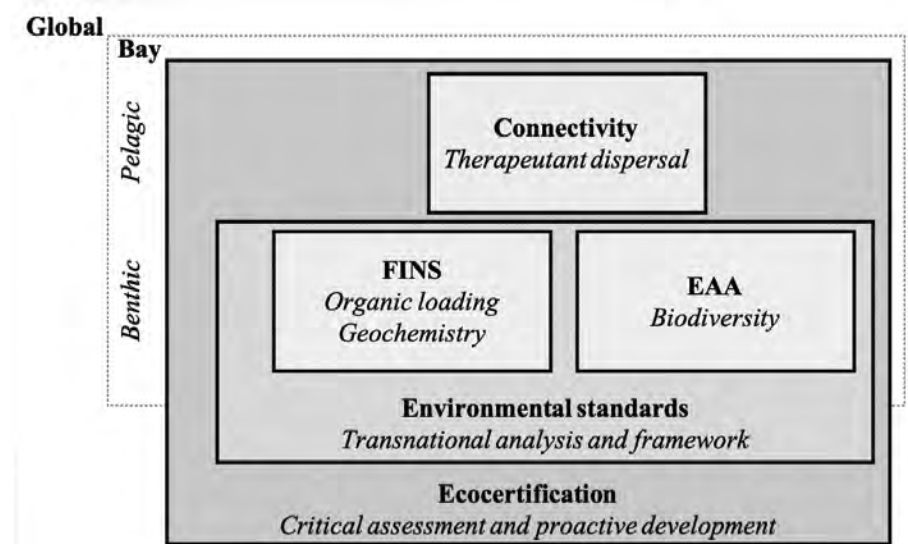 Global
Bay
Pelagic
Connectivity
Therapeutant dispersal
Benthic
FINS
Organic loading
Geochemistry
EAA
Biodiversity
Environmental standards
Transnational analysis and framework
Ecocertification
Critical assessment and proactive development